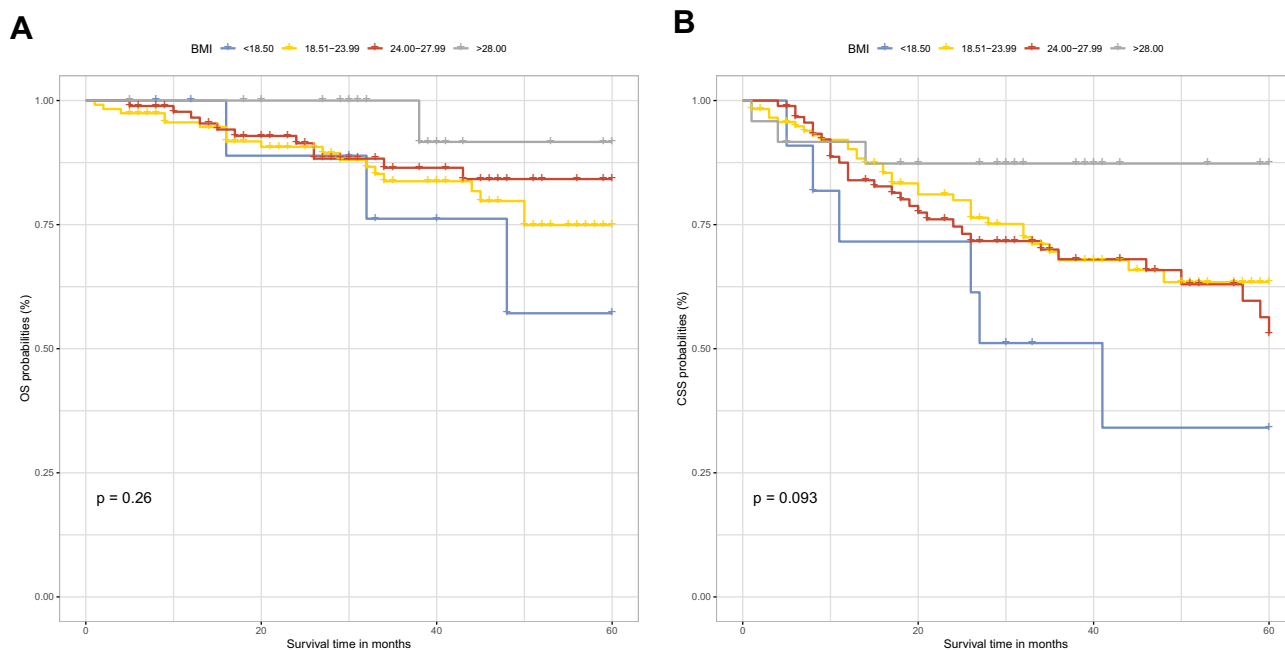 A
BMI <18.50 18.51−23.99 24.00−27.99 >28.00
1.00
0.75
0.50
0.25
0.00
OS probabilities (%)
p = 0.26
0 20 40 60
Survival time in months
B
BMI <18.50 18.51−23.99 24.00−27.99 >28.00
1.00
0.75
0.50
0.25
0.00
CSS probabilities (%)
p = 0.093
0 20 40 60
Survival time in months